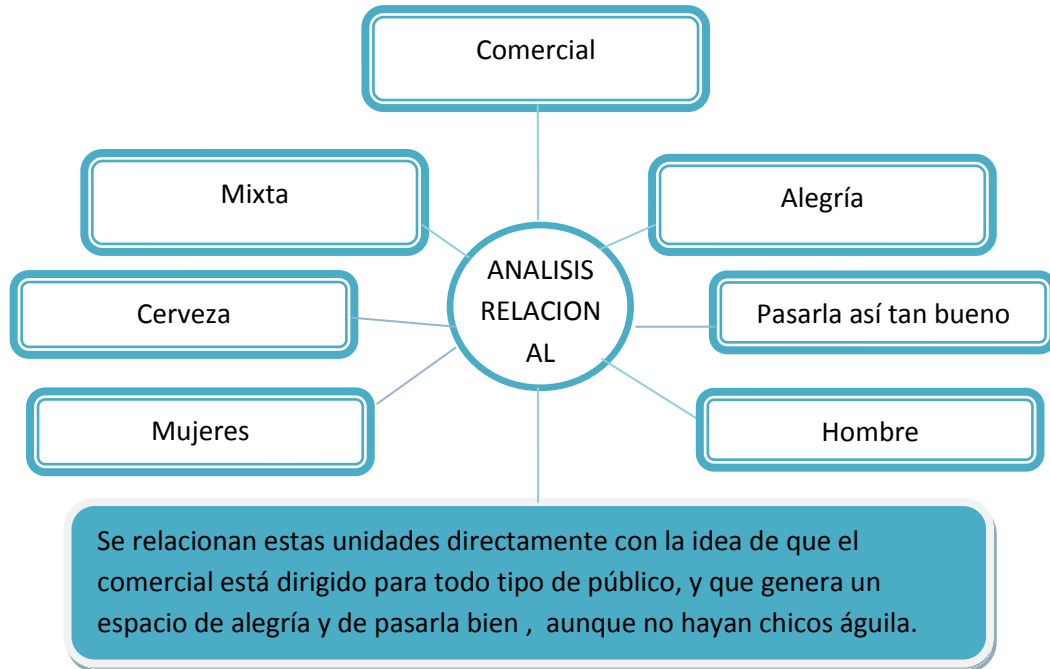 Comercial
Mixta
Alegría
ANALISIS
RELACION
AL
Cerveza
Pasarla así tan bueno
Mujeres
Hombre
Se relacionan estas unidades directamente con la idea de que el
comercial está dirigido para todo tipo de público, y que genera un
espacio de alegría y de pasarla bien , aunque no hayan chicos águila.